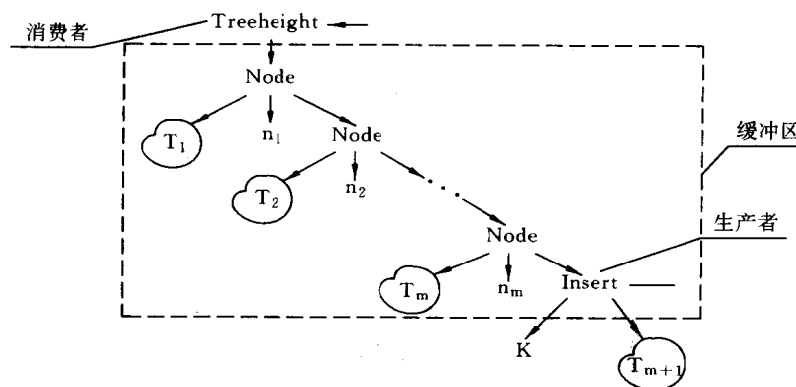 消费者
Treeheight
Node
T₁
n₁
Node
缓冲区
T₂
n₂
...
生产者
Node
Tₘ
nₘ
Insert
K
Tₘ₊₁